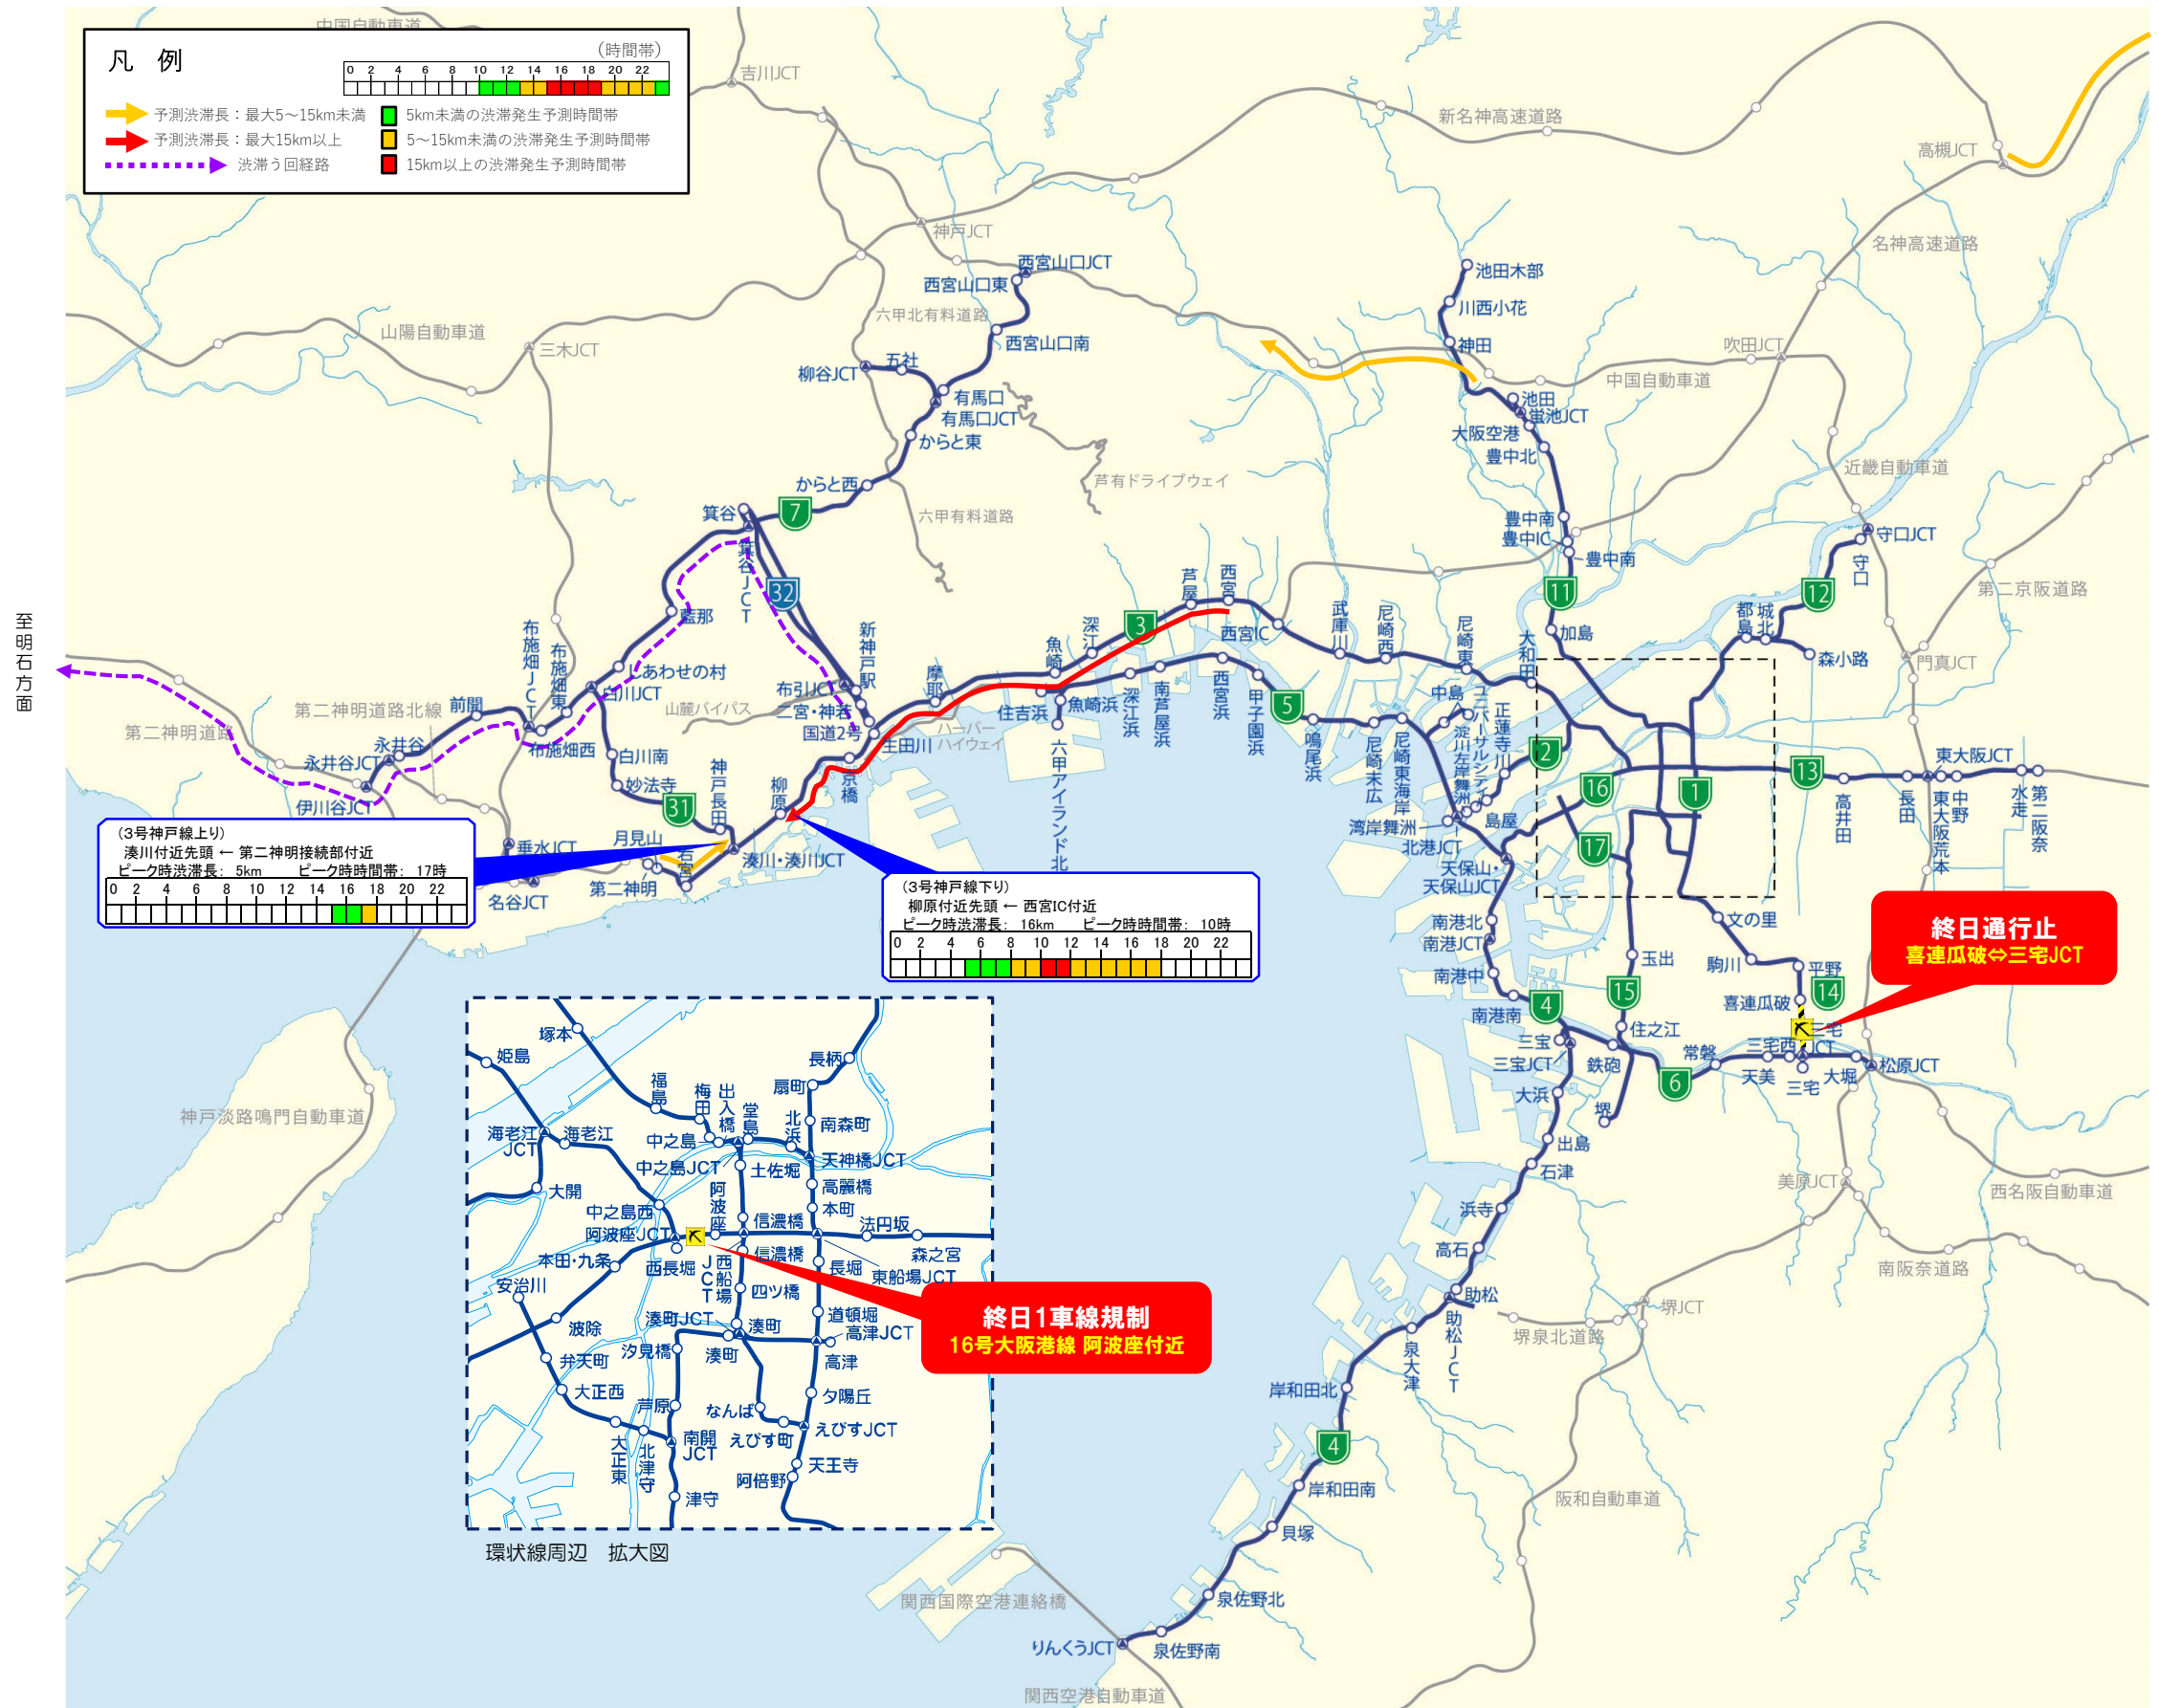 中国自動車道
凡 例
(時間帯)
0 2 4 6 8 10 12 14 16 18 20 22
予測渋滞長：最大5～15km未満
5km未満の渋滞発生予測時間帯
予測渋滞長：最大15km以上
5～15km未満の渋滞発生予測時間帯
渋滞う回経路
15km以上の渋滞発生予測時間帯
吉川JCT
新名神高速道路
高槻JCT
神戸JCT
名神高速道路
西宮山口JCT
西宮山口東
池田木部
川西小花
六甲北有料道路
山陽自動車道
三木JCT
西宮山口南
神田
吹田JCT
中国自動車道
五社
柳谷JCT
有馬口
有馬口JCT
池田
蛍池JCT
大阪空港
豊中北
からと東
近畿自動車道
からと西
芦有ドライブウェイ
箕谷
7
六甲有料道路
豊中南
豊中IC
豊中南
守口JCT
守口
箕谷JCT
32
11
12
第二京阪道路
至明石方面
藍那
布施畑JCT
布施畑東
しあわせの村
白川JCT
新神戸駅
布引JCT
二宮・神若
国道2号
摩耶
魚崎
深江
3
芦屋
西宮
西宮IC
武庫川
尼崎西
尼崎東
大和田
加島
都島
城北
森小路
門真JCT
第二神明道路
第二神明道路北線
前開
永井谷
永井谷JCT
伊川谷JCT
布施畑西
山麓バイパス
生田川
ハーバーハイウェイ
住吉浜
魚崎浜
六甲アイランド北
深江浜
南芦屋浜
西宮浜
甲子園浜
5
鳴尾浜
尼崎末広
尼崎東海岸
中島
ユニバーサルシティ
淀川左岸舞洲
正蓮寺川
2
湾岸舞洲
北港JCT
島屋
天保山・
天保山JCT
16
17
1
13
高井田
長田
東大阪JCT
東大阪荒本
中野
水走
第二阪奈
白川南
妙法寺
31
神戸長田
柳原
京橋
月見山
若宮
湊川・湊川JCT
第二神明
垂水JCT
名谷JCT
(3号神戸線上り)
湊川付近先頭 ← 第二神明接続部付近
ピーク時渋滞長: 5km ピーク時時間帯: 17時
0 2 4 6 8 10 12 14 16 18 20 22
(3号神戸線下り)
柳原付近先頭 ← 西宮IC付近
ピーク時渋滞長: 16km ピーク時時間帯: 10時
0 2 4 6 8 10 12 14 16 18 20 22
南港北
南港JCT
南港中
南港南
4
玉出
15
住之江
文の里
駒川
平野
14
喜連瓜破
終日通行止
喜連瓜破⇔三宅JCT
三宝
三宝JCT
鉄砲
6
常磐
三宅西
三宅JCT
天美
三宅
大堀
松原JCT
大浜
堺
出島
石津
浜寺
高石
助松
助松JCT
泉大津
岸和田北
4
岸和田南
貝塚
泉佐野北
泉佐野南
りんくうJCT
関西国際空港連絡橋
関西空港自動車道
美原JCT
西名阪自動車道
南阪奈道路
堺JCT
堺泉北道路
阪和自動車道
神戸淡路鳴門自動車道
塚本
姫島
長柄
福島
梅田
出入橋
堂島
扇町
北浜
南森町
海老江JCT
海老江
中之島
中之島JCT
土佐堀
天神橋JCT
大開
高麗橋
中之島西
阿波座
本町
阿波座JCT
信濃橋
法円坂
本田・九条
西長堀
西船場JCT
信濃橋
長堀
東船場JCT
森之宮
安治川
四ツ橋
終日1車線規制
16号大阪港線 阿波座付近
波除
湊町JCT
湊町
道頓堀
高津JCT
汐見橋
湊町
高津
弁天町
大正西
芦原
なんば
夕陽丘
えびす町
えびすJCT
大正東
北津守
南開JCT
阿倍野
天王寺
津守
環状線周辺 拡大図